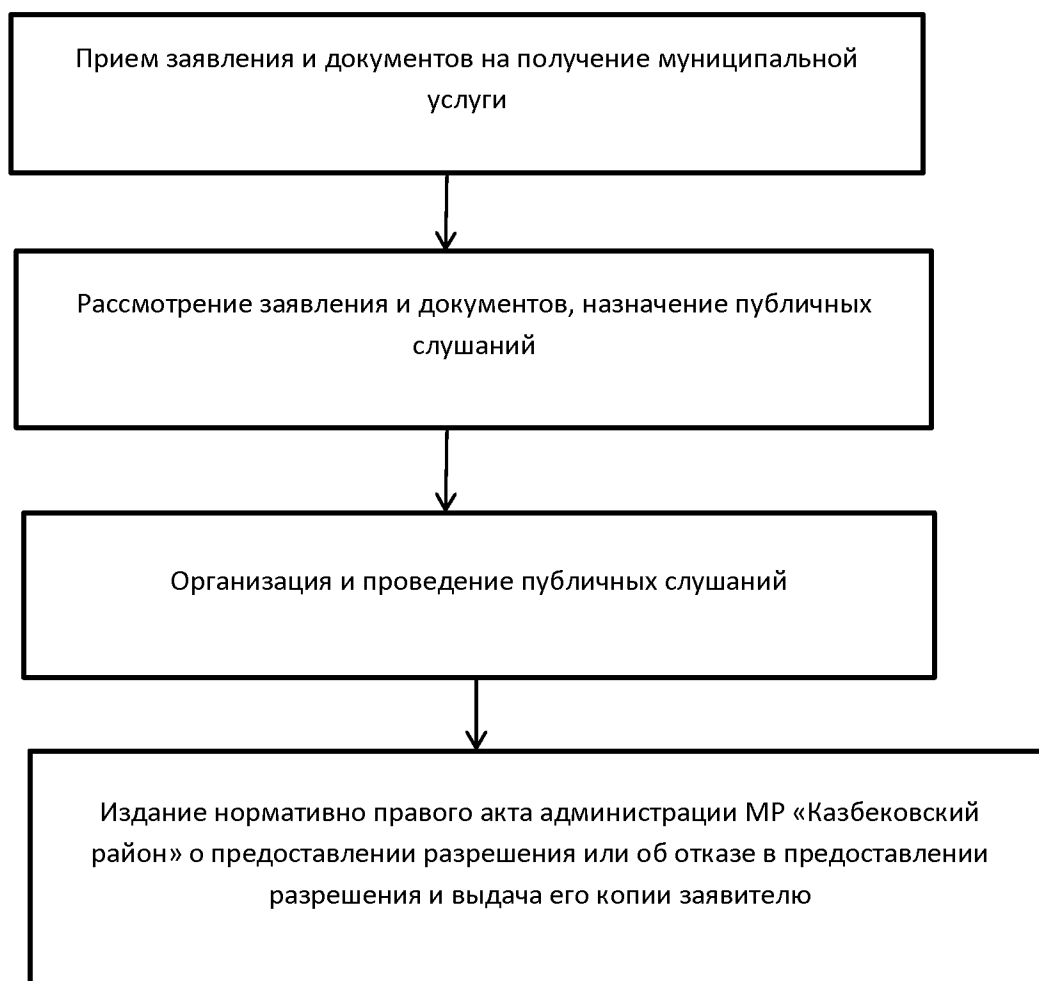 Прием заявления и документов на получение муниципальной
услуги
Рассмотрение заявления и документов, назначение публичных
слушаний
Организация и проведение публичных слушаний
Издание нормативно правого акта администрации МР «Казбековский
район» о предоставлении разрешения или об отказе в предоставлении
разрешения и выдача его копии заявителю